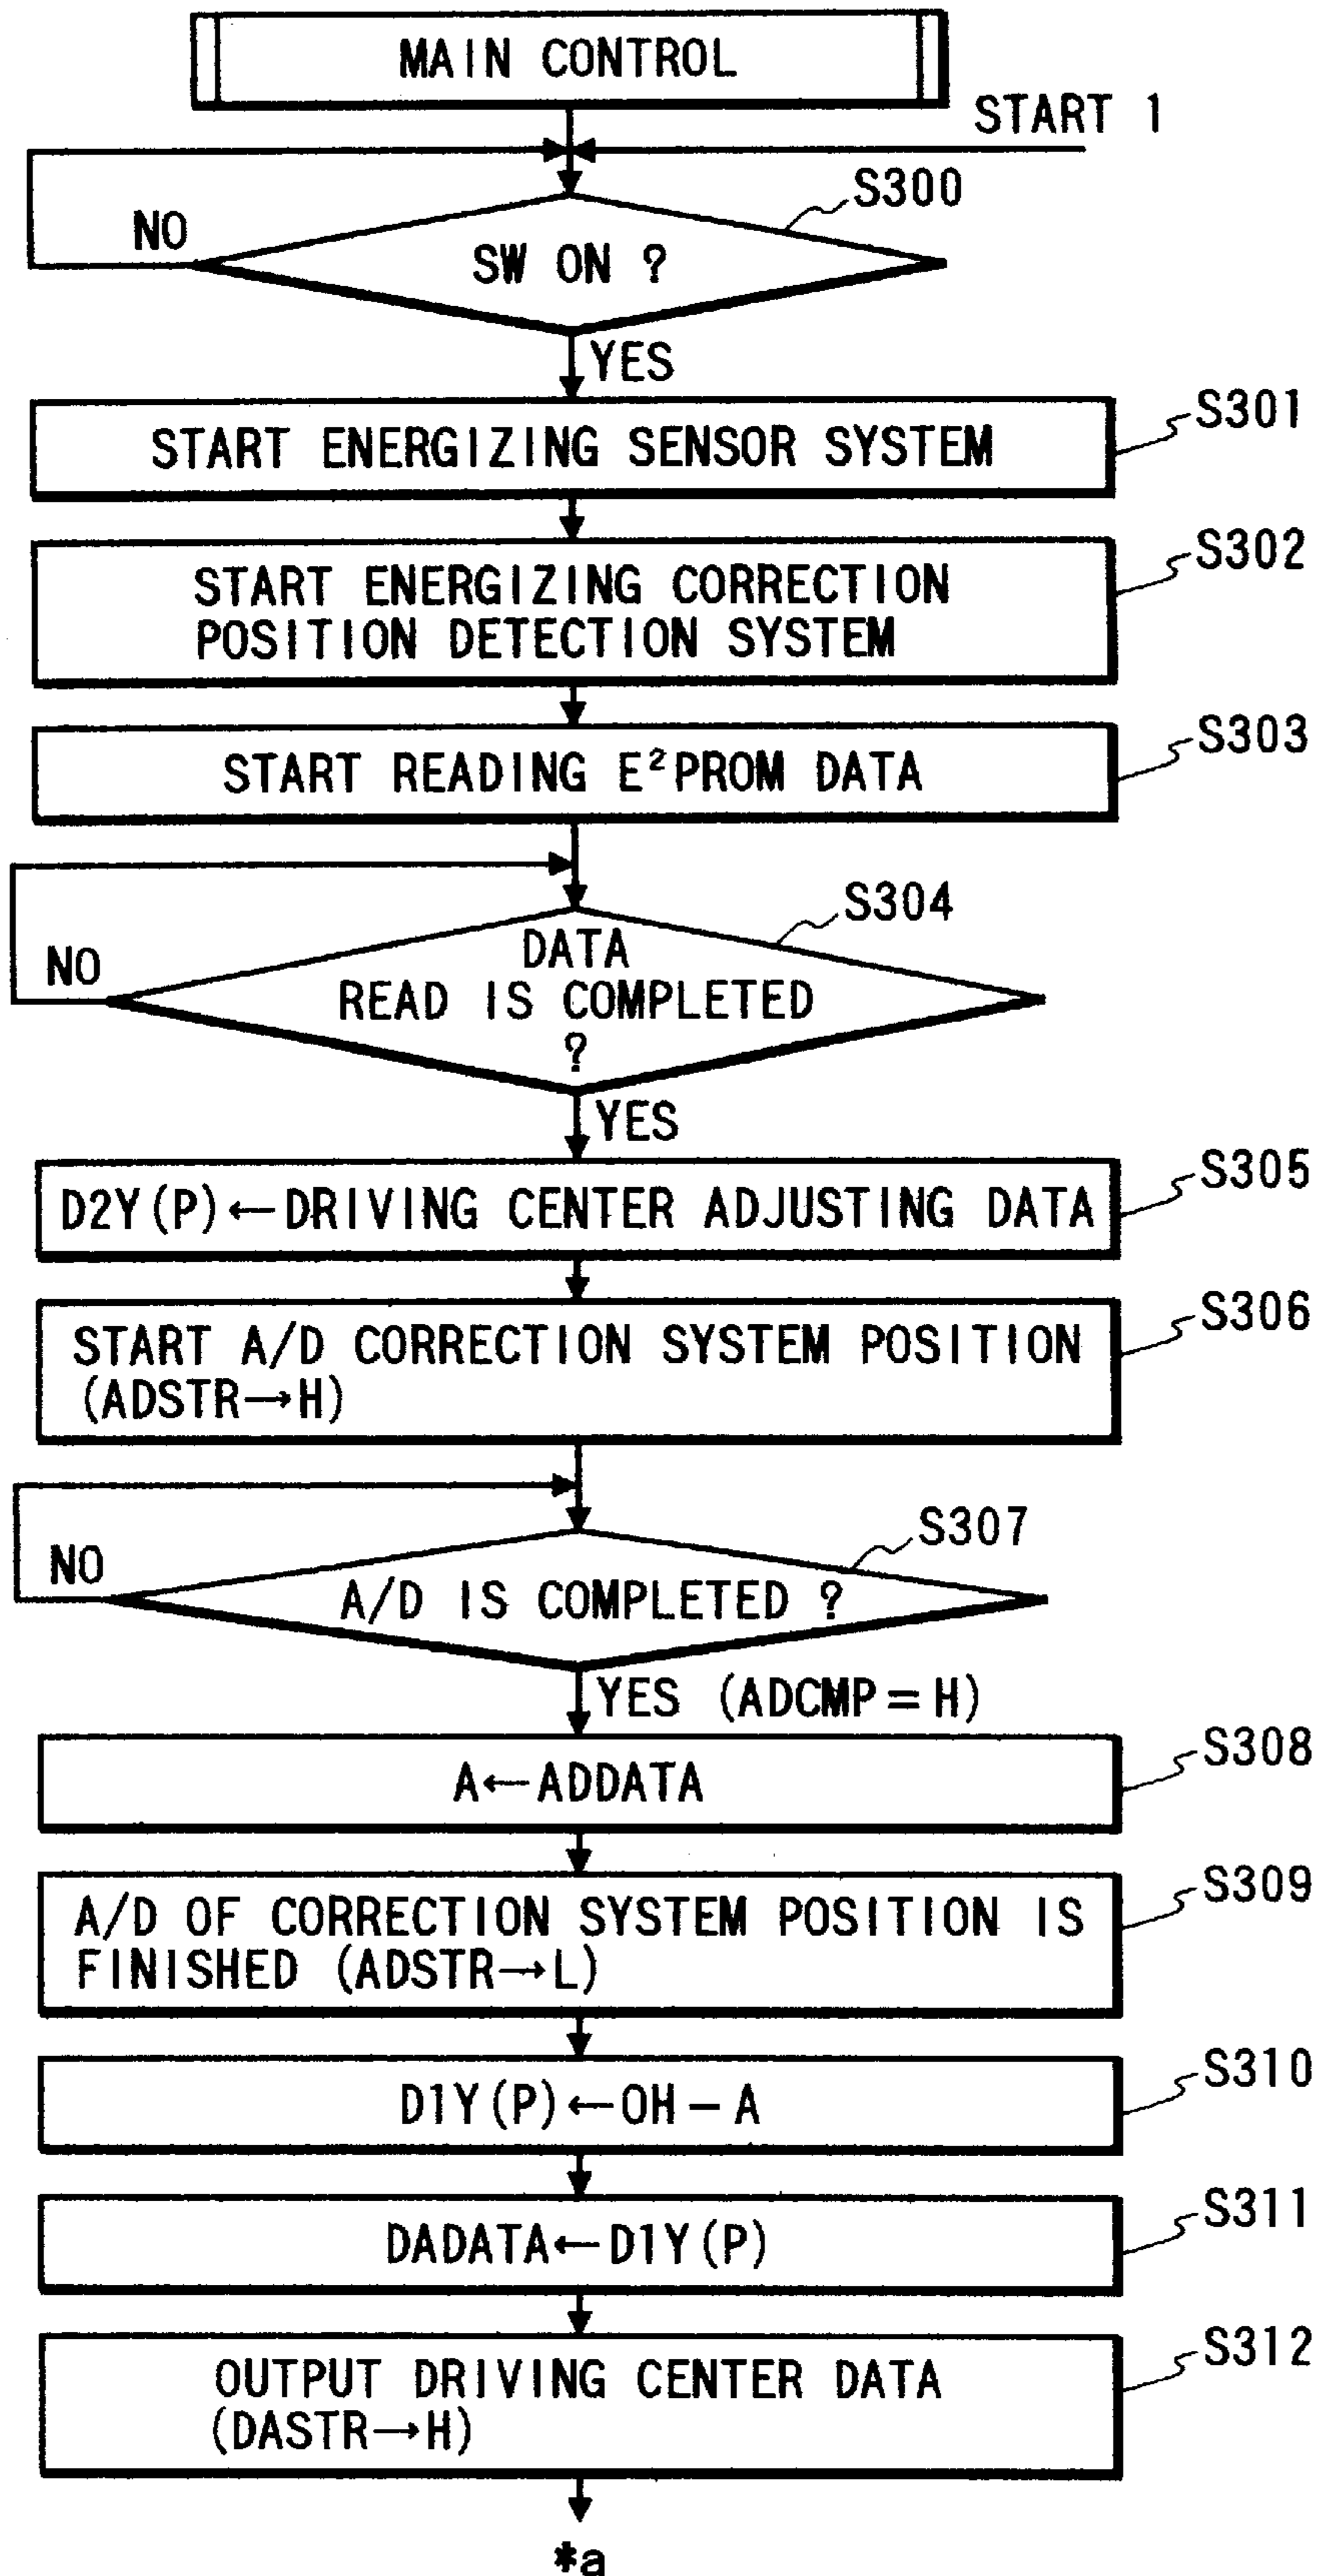 MAIN CONTROL
START 1
S300
NO
SW ON ?
YES
S301
START ENERGIZING SENSOR SYSTEM
S302
START ENERGIZING CORRECTION
POSITION DETECTION SYSTEM
S303
START READING E²PROM DATA
S304
DATA
NO
READ IS COMPLETED
?
YES
S305
D2Y(P)←DRIVING CENTER ADJUSTING DATA
S306
START A/D CORRECTION SYSTEM POSITION
(ADSTR→H)
S307
NO
A/D IS COMPLETED ?
YES (ADCMP=H)
S308
A←ADDATA
S309
A/D OF CORRECTION SYSTEM POSITION IS
FINISHED (ADSTR→L)
S310
D1Y(P)←OH-A
S311
DADATA←D1Y(P)
S312
OUTPUT DRIVING CENTER DATA
(DASTR→H)
*a